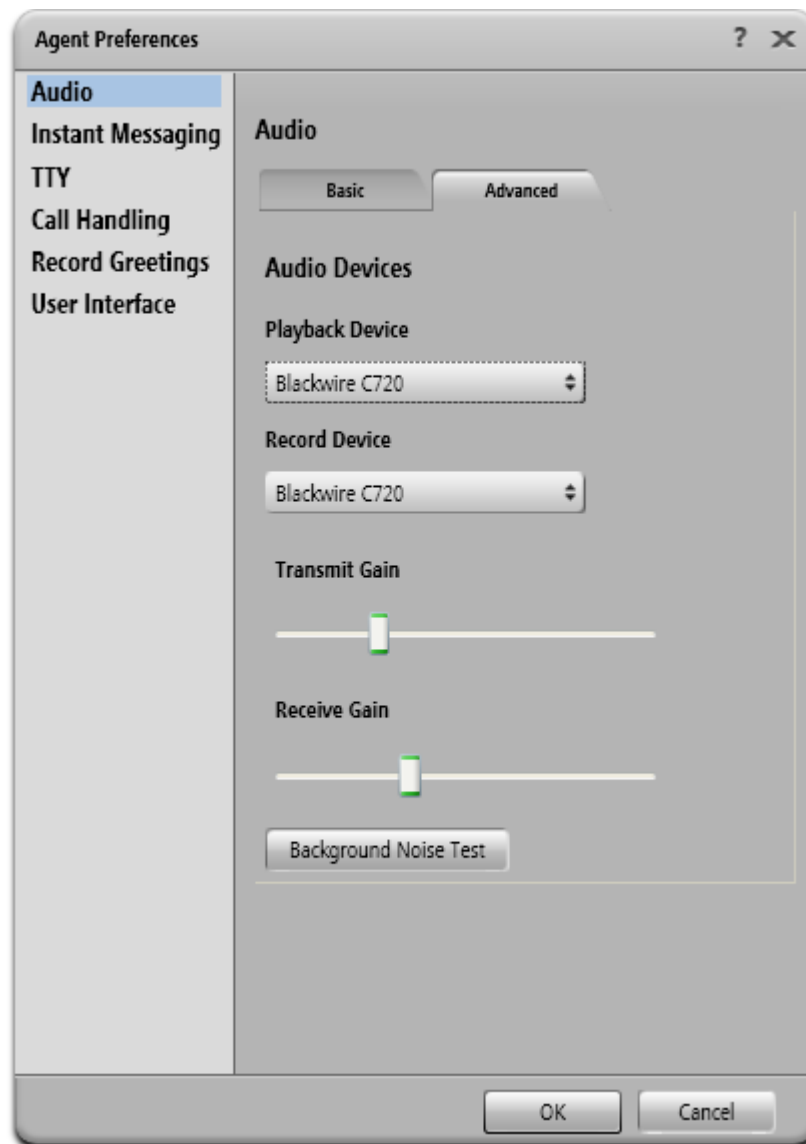 Agent Preferences ?
Audio
Instant Messaging
TTY
Call Handling
Record Greetings
User Interface
Audio
Basic Advanced
Audio Devices
Playback Device
Blackwire C720
Record Device
Blackwire C720
Transmit Gain
Receive Gain
Background Noise Test
OK Cancel